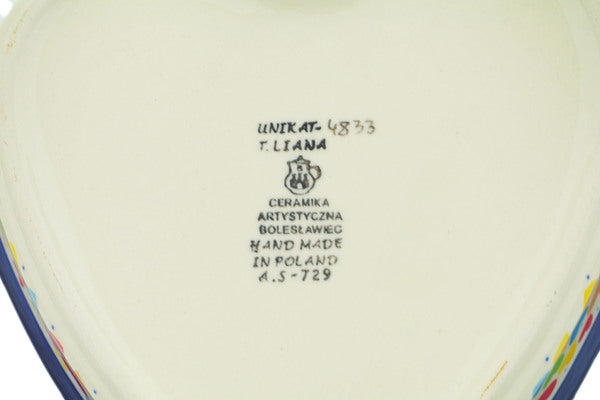 UNIKAT-4833
T.LIANA
CERAMIKA
ARTYSTYCZNA
BOLESŁAWIEC
HAND MADE
IN POLAND
A.S-729